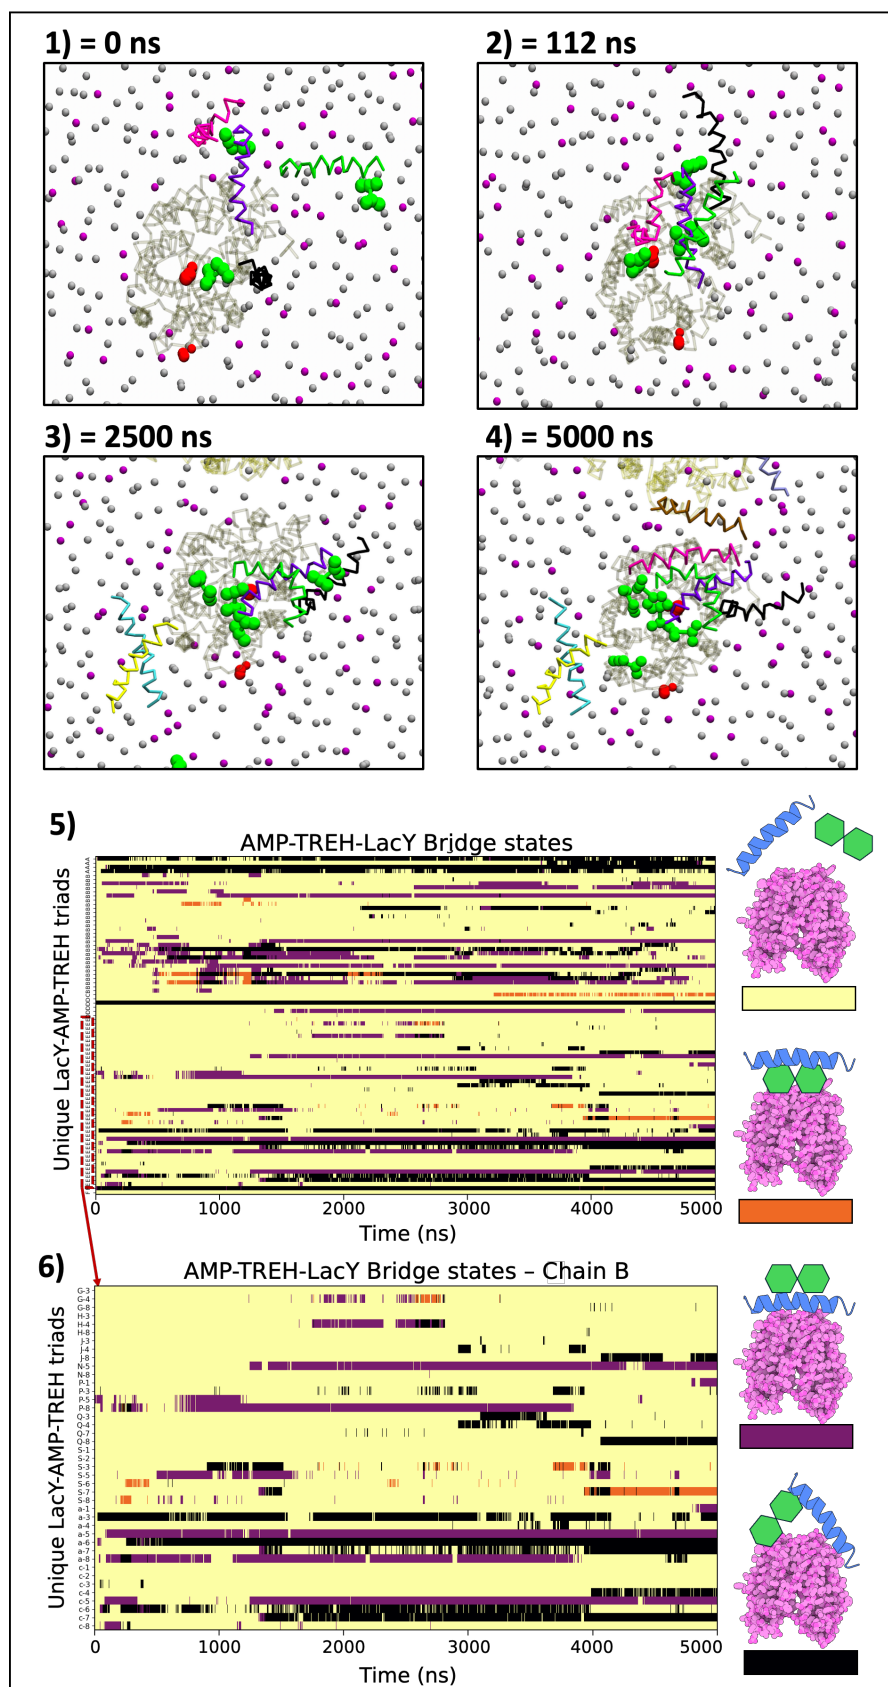 1) = 0 ns
2) = 112 ns
3) = 2500 ns
4) = 5000 ns
5)
AMP-TREH-LacY Bridge states
Unique LacY-AMP-TREH triads
0
1000
2000
3000
4000
5000
Time (ns)
6)
AMP-TREH-LacY Bridge states – Chain B
Unique LacY-AMP-TREH triads
G-3
G-4
G-8
H-3
H-4
H-8
J-3
J-4
J-8
N-5
N-8
P-1
P-3
P-5
P-8
Q-3
Q-4
Q-7
Q-8
S-1
S-2
S-3
S-5
S-6
S-7
S-8
a-1
a-3
a-4
a-5
a-6
a-7
a-8
c-1
c-2
c-3
c-4
c-5
c-6
c-7
c-8
0
1000
2000
3000
4000
5000
Time (ns)